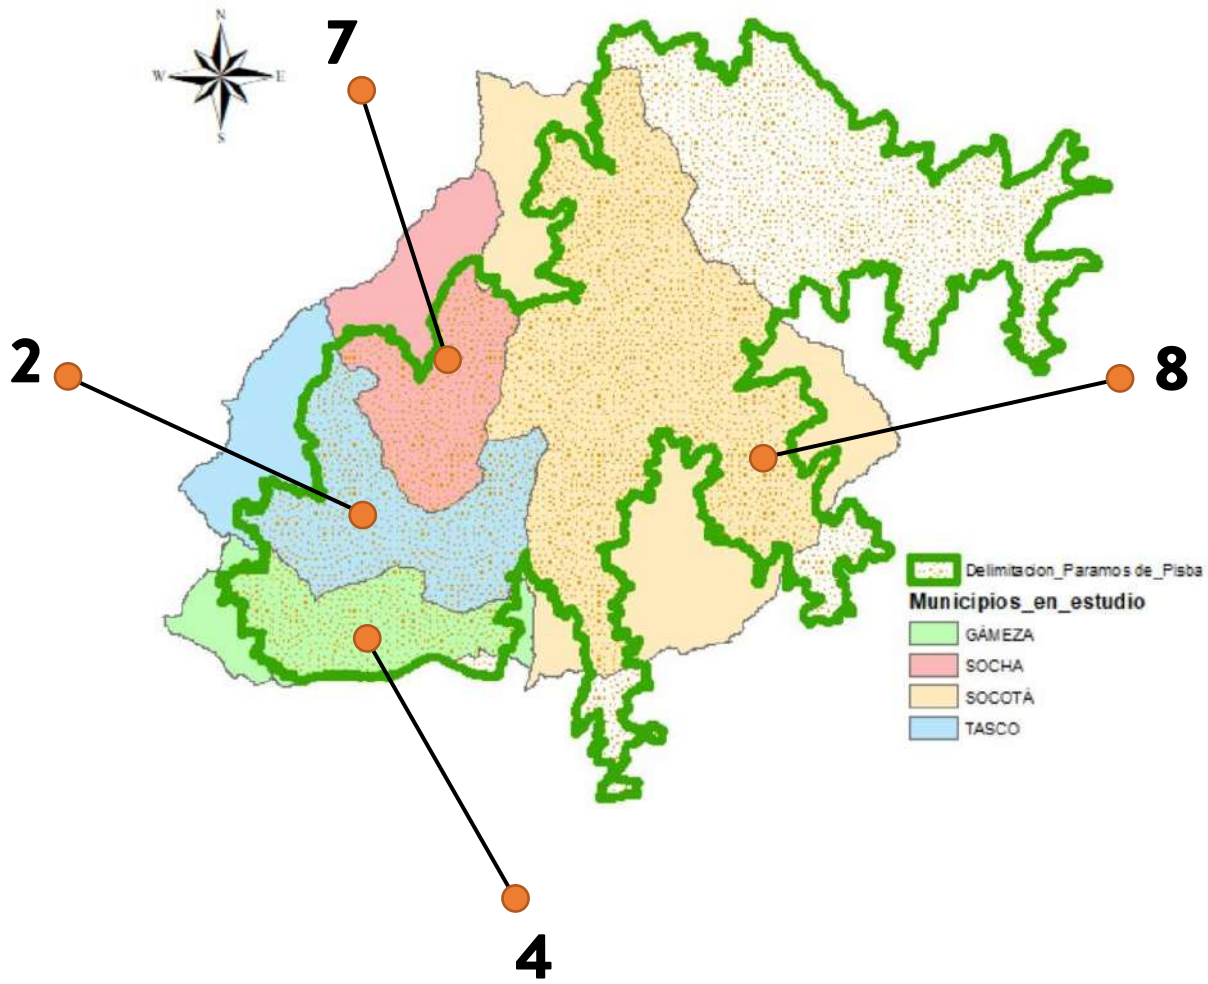 N
W E
S
7
2
8
4
Delimitacion_Paramos de_Pisba
Municipios_en_estudio
GÁMEZA
SOCHA
SOCOTÁ
TASCO